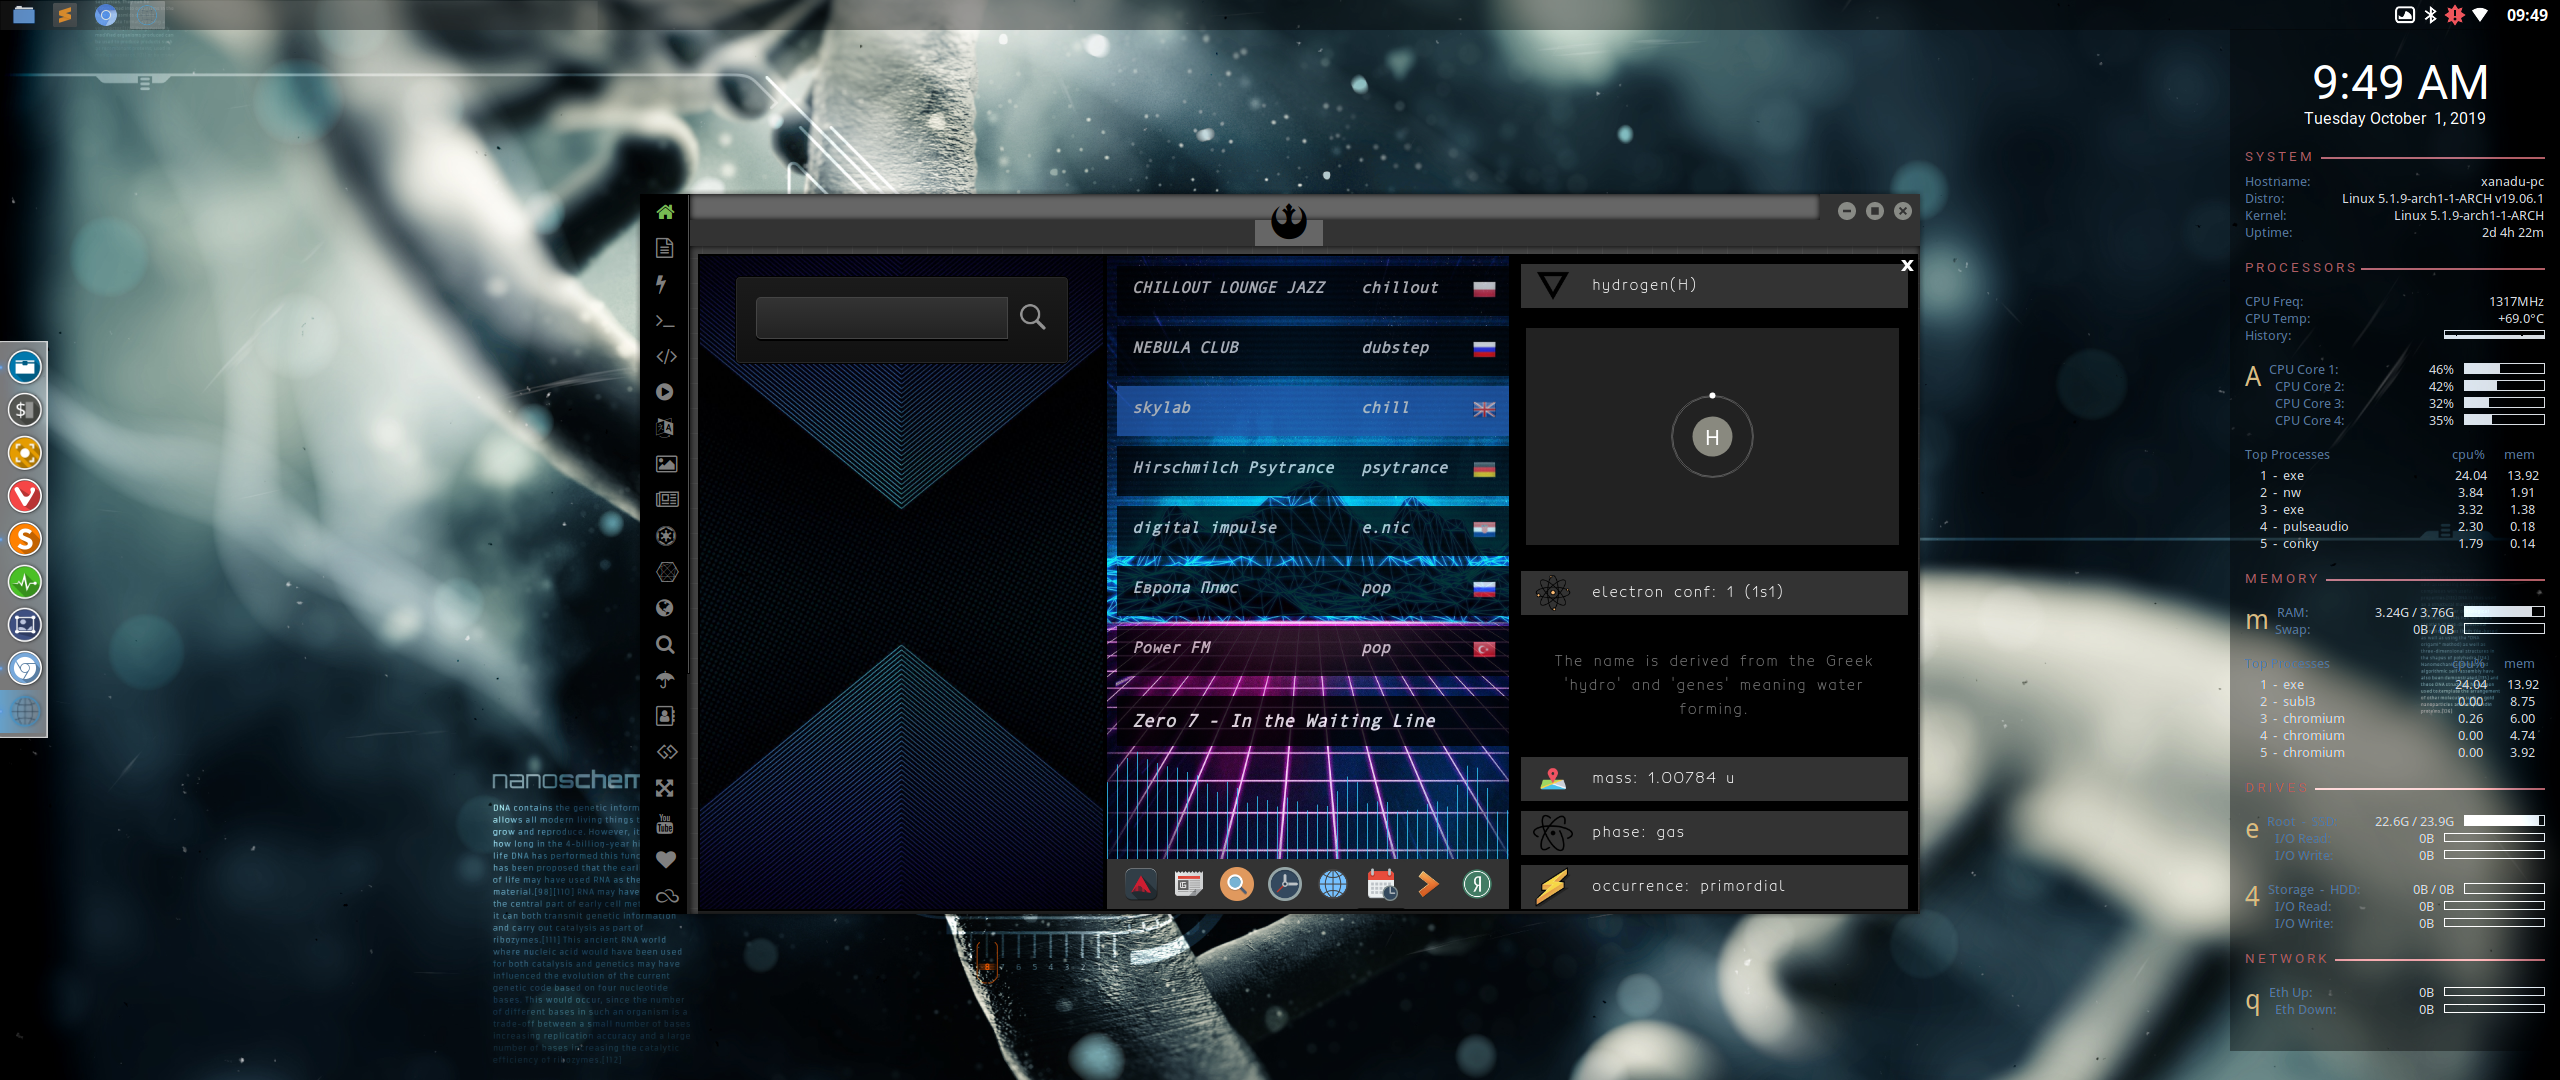 09:49
9:49 AM
Tuesday October 1, 2019
SYSTEM
Hostname: xanadu-pc
Distro: Linux 5.1.9-arch1-1-ARCH v19.06.1
Kernel: Linux 5.1.9-arch1-1-ARCH
Uptime: 2d 4h 22m
PROCESSORS
CPU Freq: 1317MHz
CPU Temp: +69.0°C
History:
A CPU Core 1: 46%
CPU Core 2: 42%
CPU Core 3: 32%
CPU Core 4: 35%
Top Processes cpu% mem
1 - exe 24.04 13.92
2 - nw 3.84 1.91
3 - exe 3.32 1.38
4 - pulseaudio 2.30 0.18
5 - conky 1.79 0.14
MEMORY
m RAM: 3.24G / 3.76G
Swap: 0B / 0B
Top Processes cpu% mem
1 - exe 24.04 13.92
2 - subl3 0.00 8.75
3 - chromium 0.26 6.00
4 - chromium 0.00 4.74
5 - chromium 0.00 3.92
DRIVES
e Root 22.6G / 23.9G
I/O Read: 0B
I/O Write: 0B
4 Storage - HDD: 0B / 0B
I/O Read: 0B
I/O Write: 0B
NETWORK
q Eth Up: 0B
Eth Down: 0B
CHILLOUT LOUNGE JAZZ chillout
NEBULA CLUB dubstep
skylab chill
Hirschmilch Psytrance psytrance
digital impulse e.nic
Европа Плюс pop
Power FM pop
Zero 7 - In the Waiting Line
x
hydrogen(H)
H
electron conf: 1 (1s1)
The name is derived from the Greek
'hydro' and 'genes' meaning water
forming.
mass: 1.00784 u
phase: gas
occurrence: primordial
You
Tube
Я
nanoschem
DNA contains the genetic inform
allows all modern living things t
grow and reproduce. However, it
how long in the 4-billion-year hi
life DNA has performed this func
has been proposed that the earli
of life may have used RNA as the
material.[98][110] RNA may have
the central part of early cell met
it can both transmit genetic information
and carry out catalysis as part of
ribozymes.[111] This ancient RNA world
where nucleic acid would have been used
for both catalysis and genetics may have
influenced the evolution of the current
genetic code based on four nucleotide
bases. This would occur, since the number
of different bases in such an organism is a
trade-off between a small number of bases
increasing replication accuracy and a large
number of bases increasing the catalytic
efficiency of ribozymes.[112]
8 7 6 5 4 3